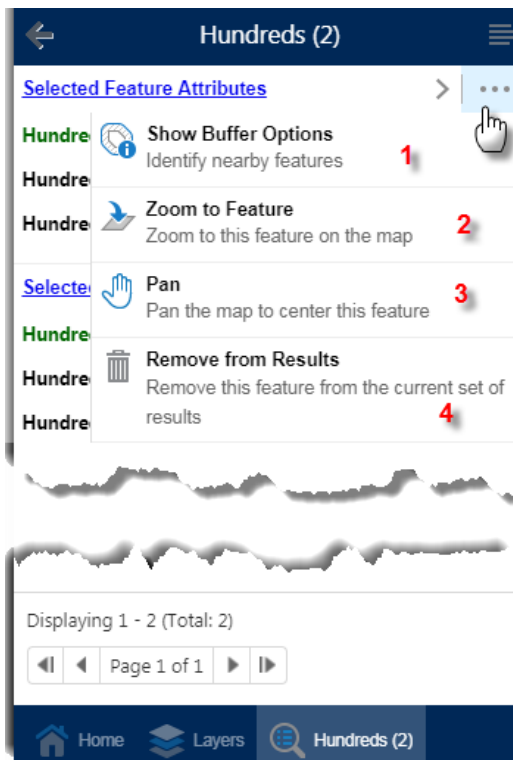 Hundreds (2)
Selected Feature Attributes
Hundre
Show Buffer Options
Identify nearby features
1
Hundre
Hundre
Zoom to Feature
Zoom to this feature on the map
2
Selecte
Pan
Pan the map to center this feature
3
Hundre
Hundre
Remove from Results
Remove this feature from the current set of
results
4
Hundre
Displaying 1 - 2 (Total: 2)
Page 1 of 1
Home Layers Hundreds (2)